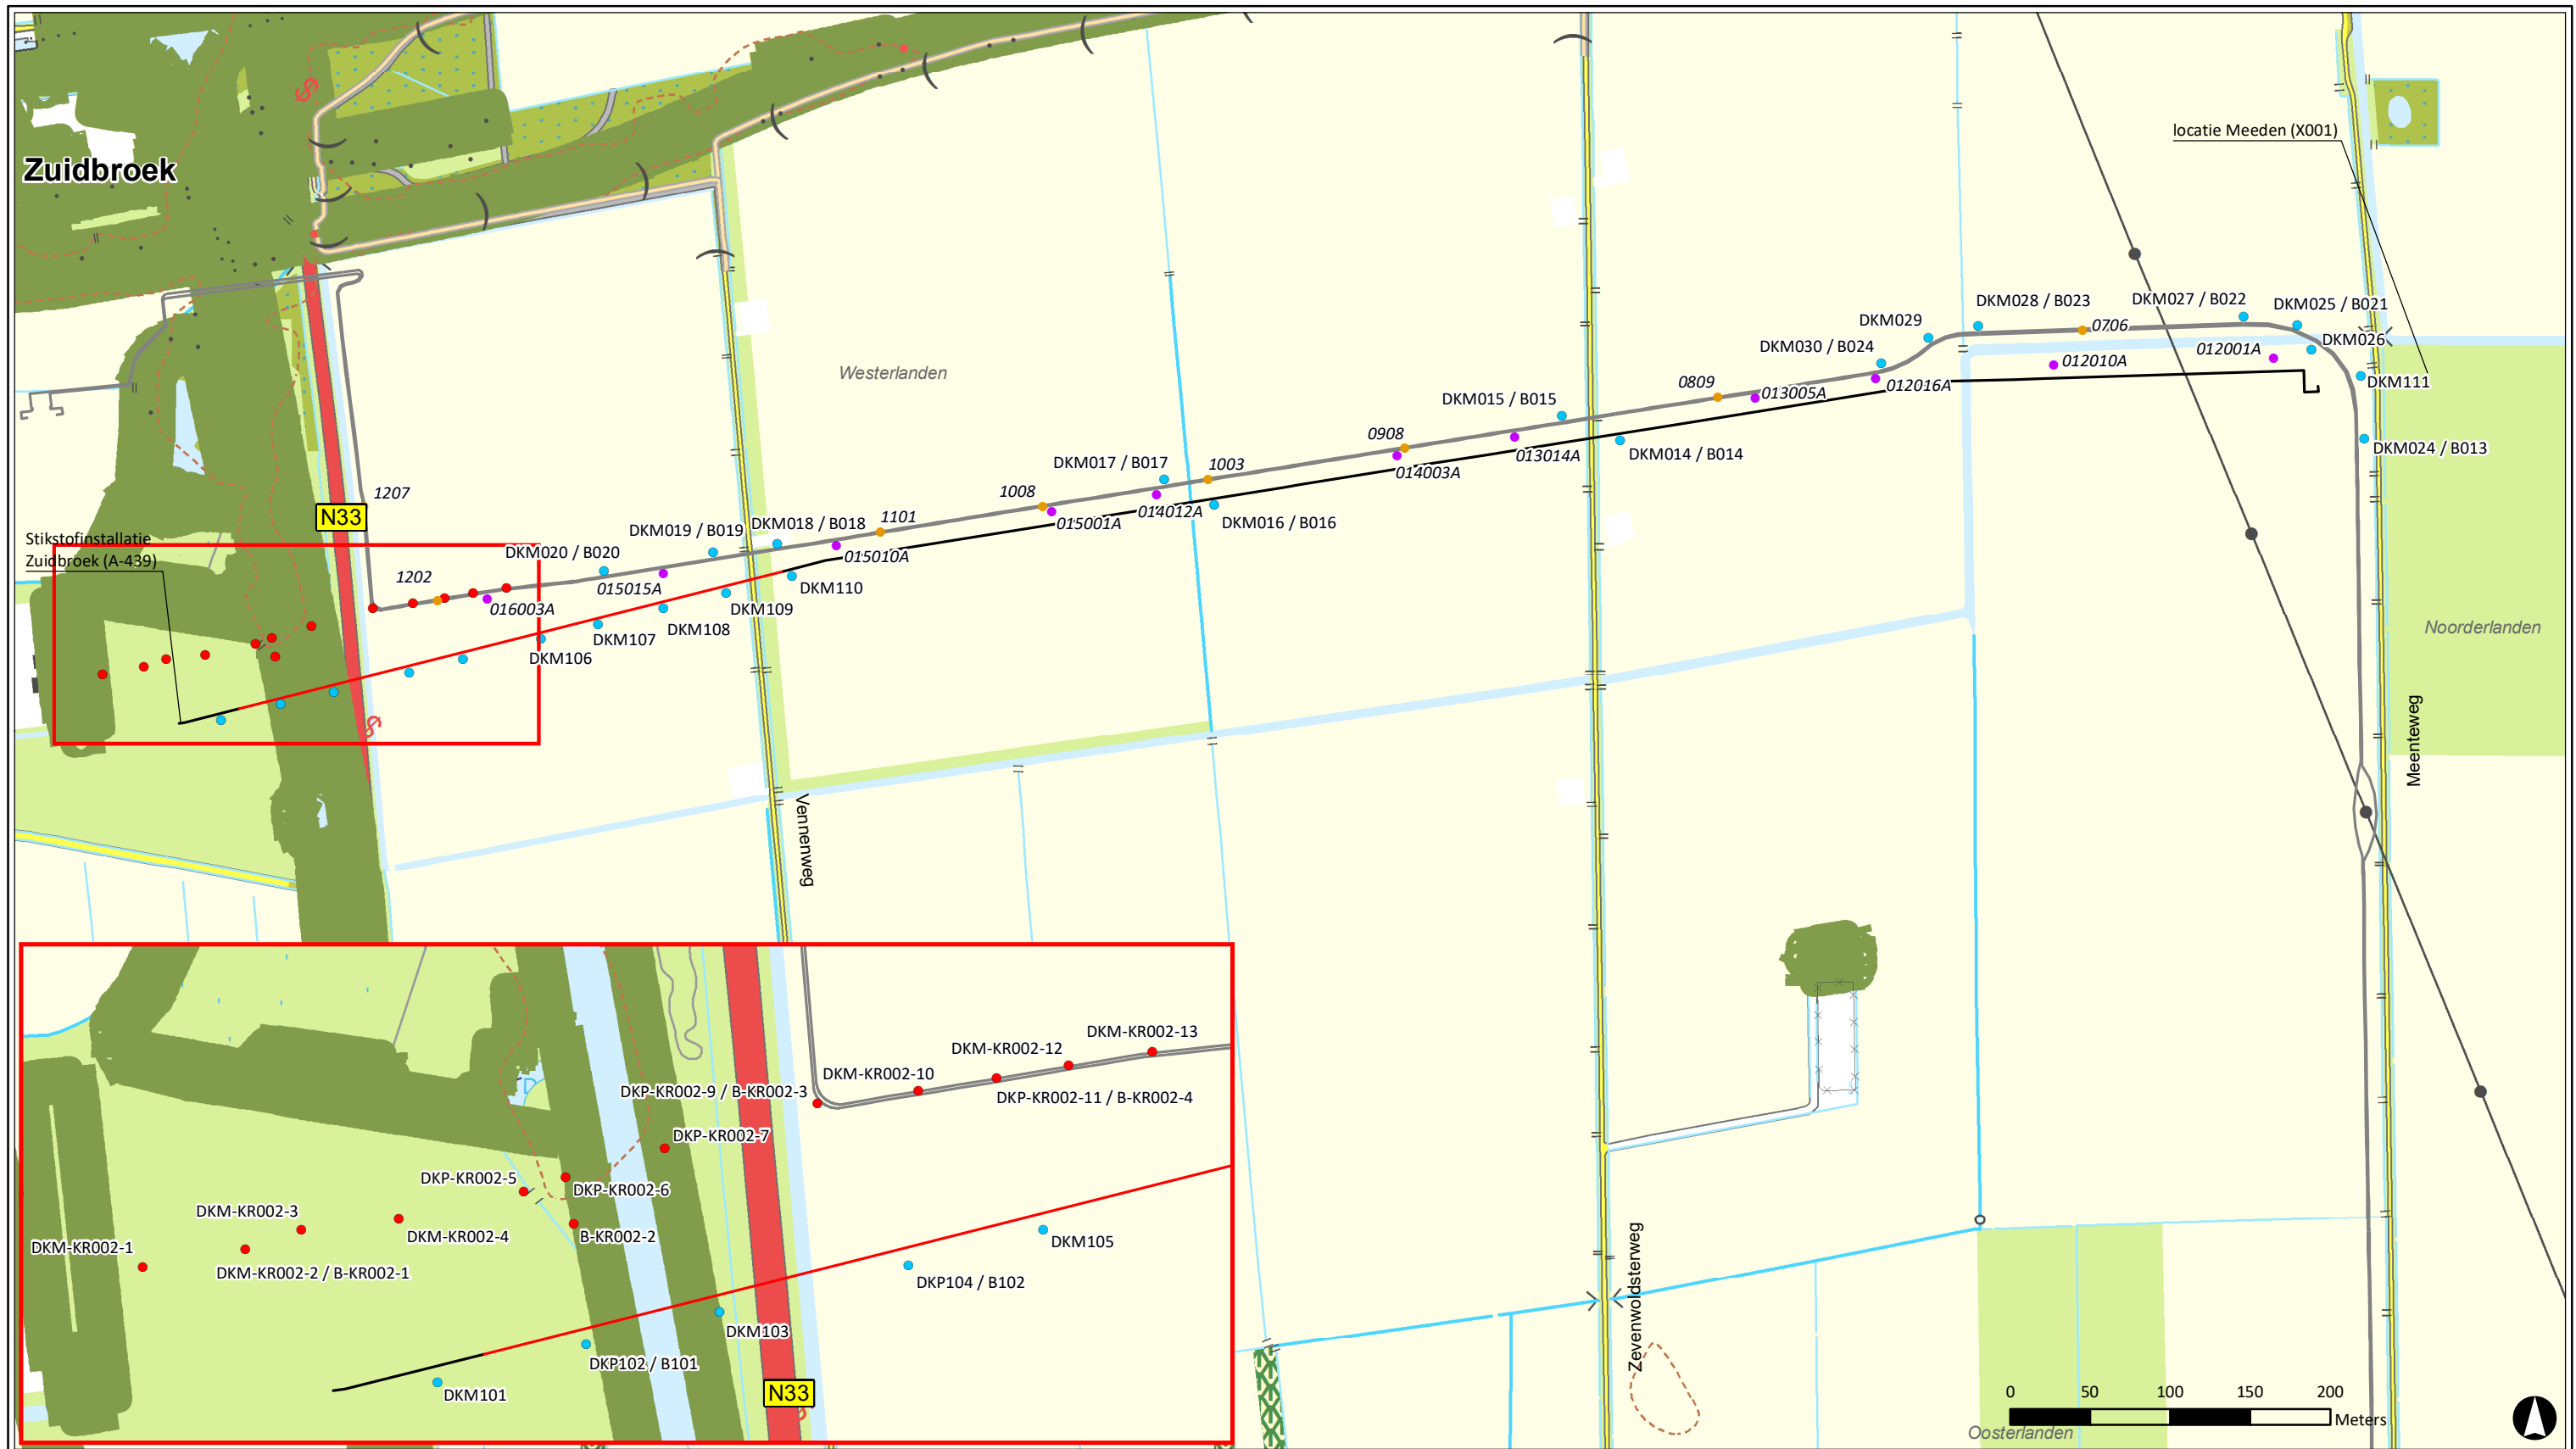 Zuidbroek
locatie Meeden (X001)
DKM028 / B023
DKM027 / B022
DKM025 / B021
DKM029
0706
DKM026
DKM030 / B024
012001A
012010A
Westerlanden
0809
012016A
DKM111
013005A
DKM015 / B015
0908
013014A
DKM014 / B014
DKM024 / B013
DKM017 / B017
1003
014003A
1207
1008
014012A
N33
1101
015001A
DKM016 / B016
Stikstofinstallatie
Zuidbroek (A-439)
DKM019 / B019
DKM018 / B018
DKM020 / B020
015010A
1202
015015A
DKM110
016003A
DKM109
DKM108
DKM107
DKM106
Noorderlanden
Meenteweg
Vennenweg
Zevenwoldsterweg
DKM-KR002-13
DKM-KR002-12
DKM-KR002-10
DKP-KR002-9 / B-KR002-3
DKP-KR002-11 / B-KR002-4
DKP-KR002-7
DKP-KR002-5
DKP-KR002-6
DKM-KR002-3
DKM-KR002-4
B-KR002-2
DKM-KR002-1
DKM-KR002-2 / B-KR002-1
DKM105
DKP104 / B102
DKM103
DKP102 / B101
DKM101
N33
0 50 100 150 200
Meters
Oosterlanden